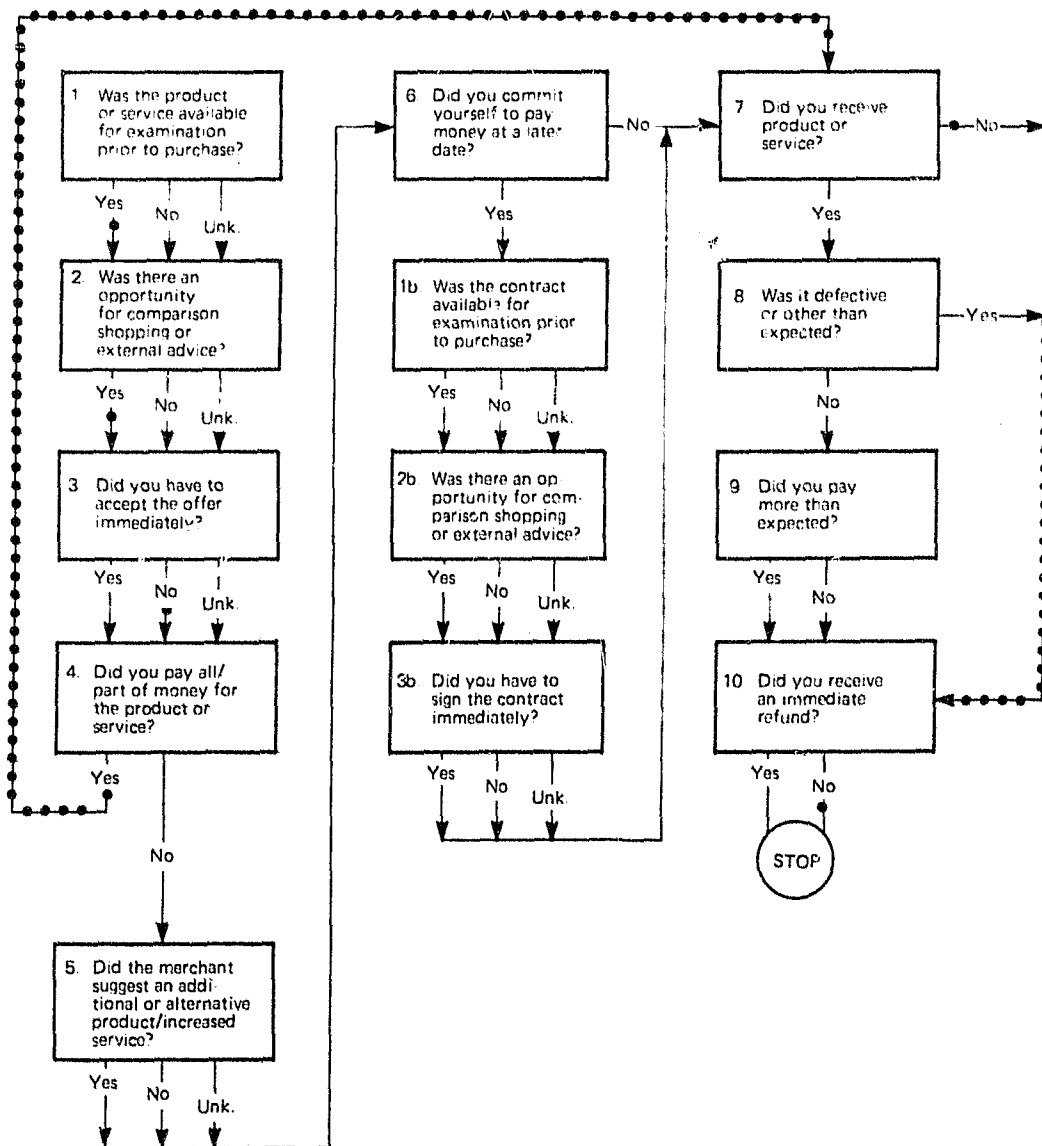 1 Was the product
or service available
for examination
prior to purchase?
Yes
No
Unk.
2. Was there an
opportunity
for comparison
shopping or
external advice?
Yes
No
Unk.
3 Did you have to
accept the offer
immediately?
Yes
No
Unk.
4. Did you pay all/
part of money for
the product or
service?
Yes
No
5. Did the merchant
suggest an addi-
tional or alternative
product/increased
service?
Yes
No
Unk.
6. Did you commit
yourself to pay
money at a later
date?
No
Yes
1b. Was the contract
available for
examination prior
to purchase?
Yes
No
Unk.
2b. Was there an op-
portunity for com-
parison shopping
or external advice?
Yes
No
Unk.
3b. Did you have to
sign the contract
immediately?
Yes
No
Unk.
7 Did you receive
product or
service?
No
Yes
8 Was it defective
or other than
expected?
Yes
No
9 Did you pay
more than
expected?
Yes
No
10 Did you receive
an immediate
refund?
Yes
No
STOP